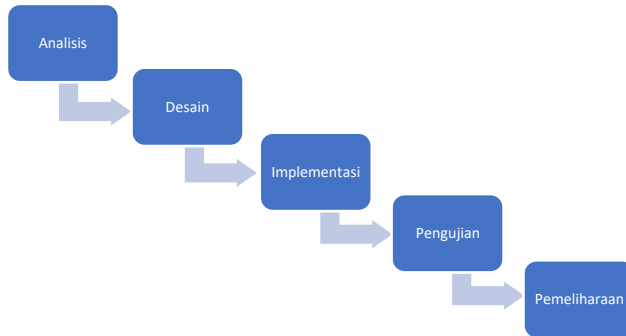 Analisis
Desain
Implementasi
Pengujian
Pemeliharaan